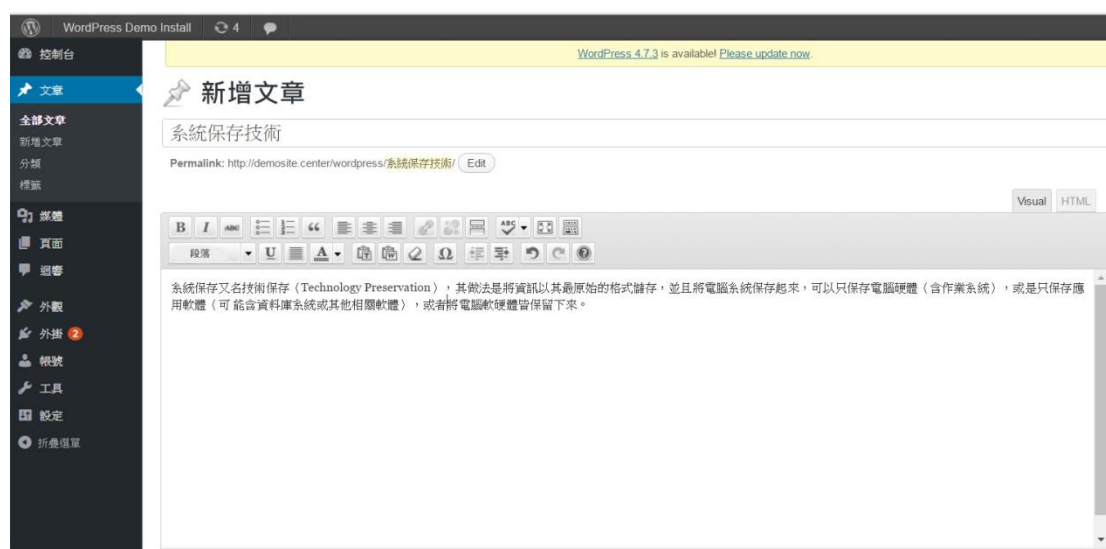 WordPress Demo Install 4
控制台
WordPress 4.7.3 is available! Please update now.
文章
新增文章
全部文章
新增文章
分類
標籤
系統保存技術
Permalink: http://demosite.center/wordpress/系統保存技術/ Edit
媒體
頁面
迴響
外觀
外掛 2
帳號
工具
設定
折疊選單
Visual HTML
B I ABC “ ABC
段落 U A T W Ω ?
系統保存又名技術保存（Technology Preservation），其做法是將資訊以其最原始的格式儲存，並且將電腦系統保存起來，可以只保存電腦硬體（含作業系統），或是只保存應
用軟體（可 能含資料庫系統或其他相關軟體），或者將電腦軟硬體皆保留下來。